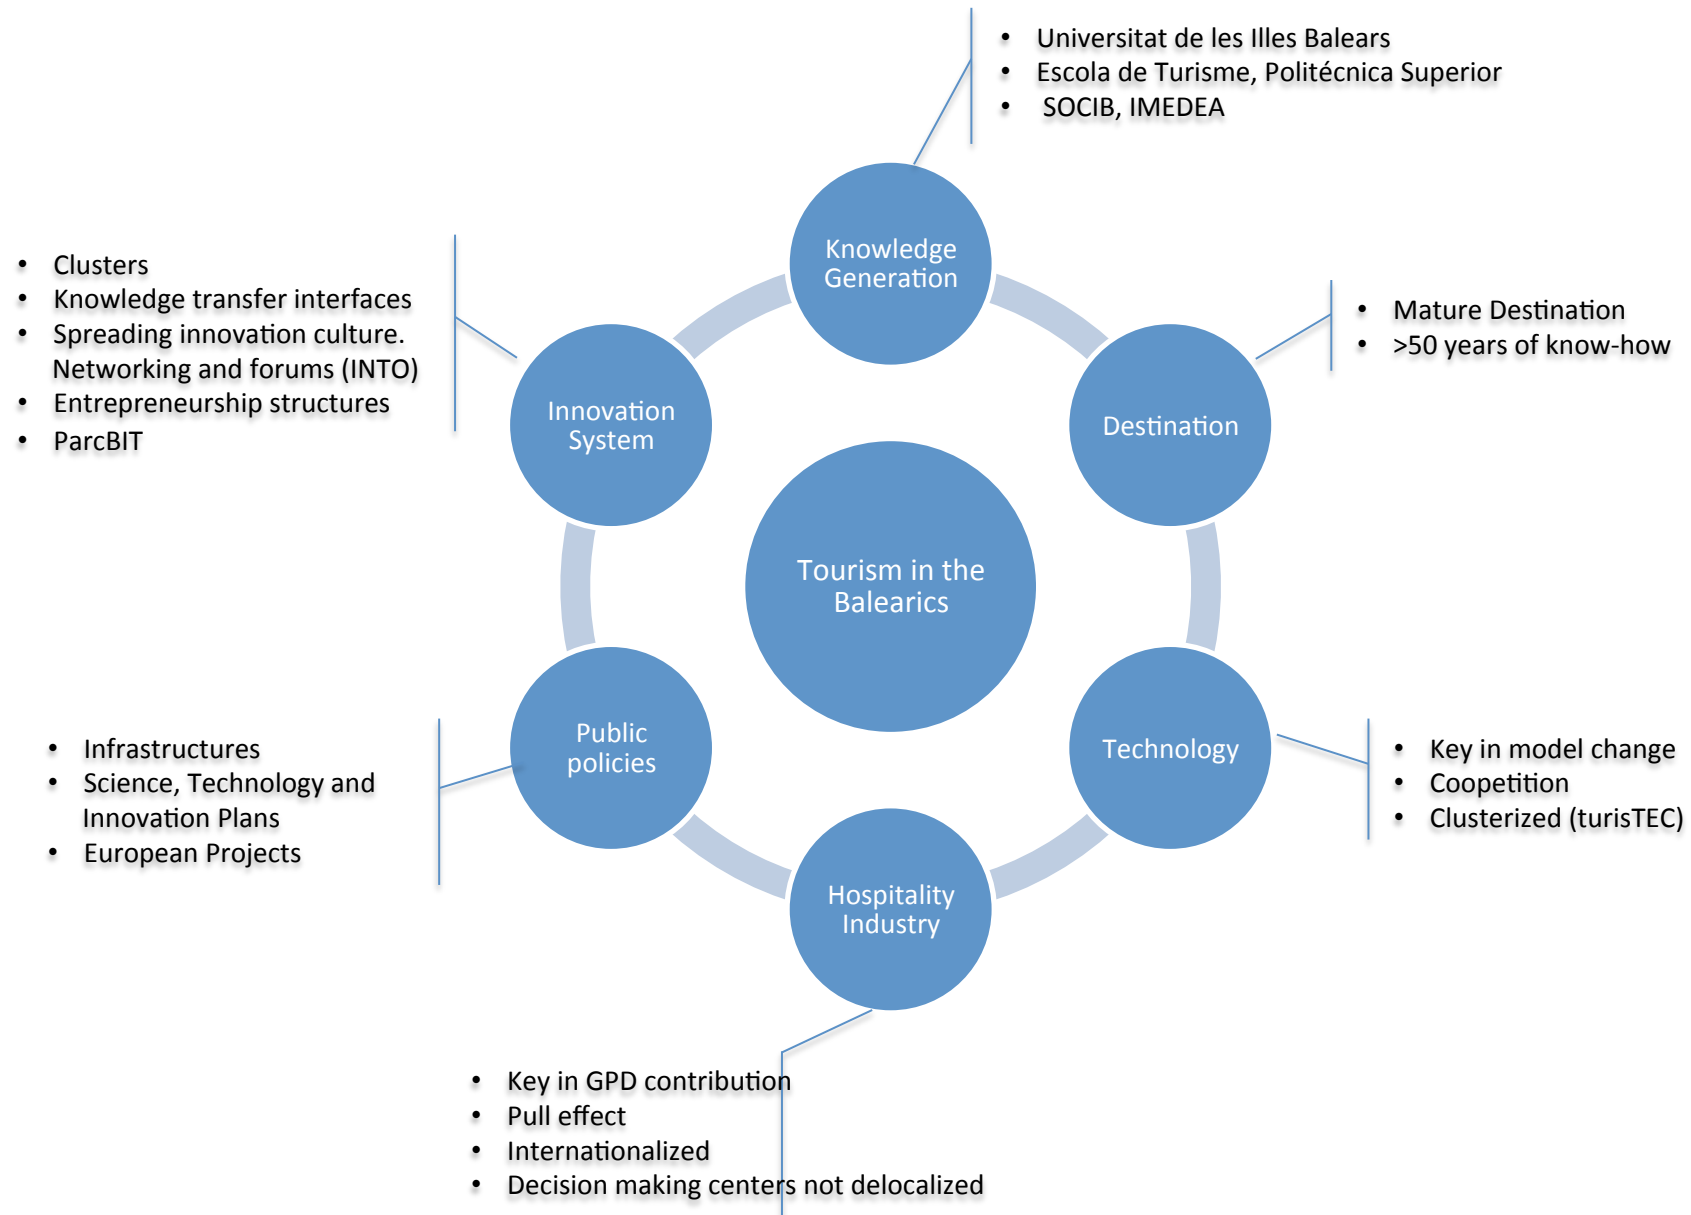 • Universitat de les Illes Balears
• Escola de Turisme, Politécnica Superior
• SOCIB, IMEDEA
Knowledge
Generation
• Clusters
• Knowledge transfer interfaces
• Spreading innovation culture.
Networking and forums (INTO)
• Entrepreneurship structures
• ParcBIT
Innovation
System
• Mature Destination
• >50 years of know-how
Destination
Tourism in the
Balearics
Public
policies
• Infrastructures
• Science, Technology and
Innovation Plans
• European Projects
Technology
• Key in model change
• Coopetition
• Clusterized (turisTEC)
Hospitality
Industry
• Key in GPD contribution
• Pull effect
• Internationalized
• Decision making centers not delocalized